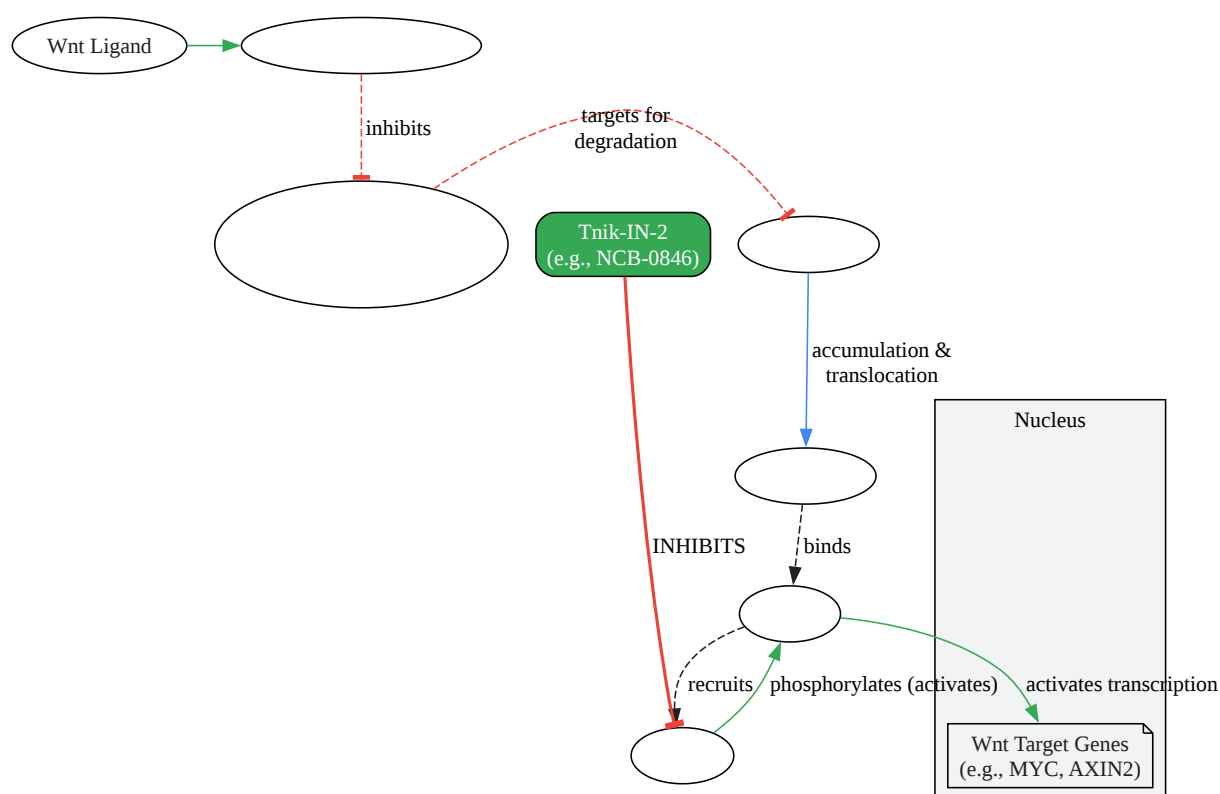 Wnt Ligand
inhibits
targets for
degradation
Tnik-IN-2
(e.g., NCB-0846)
accumulation &
translocation
Nucleus
INHIBITS
binds
recruits
phosphorylates (activates)
activates transcription
Wnt Target Genes
(e.g., MYC, AXIN2)